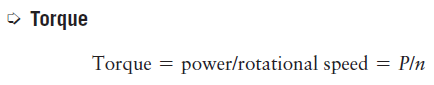 ⇨ Torque
Torque = power/rotational speed = P/n